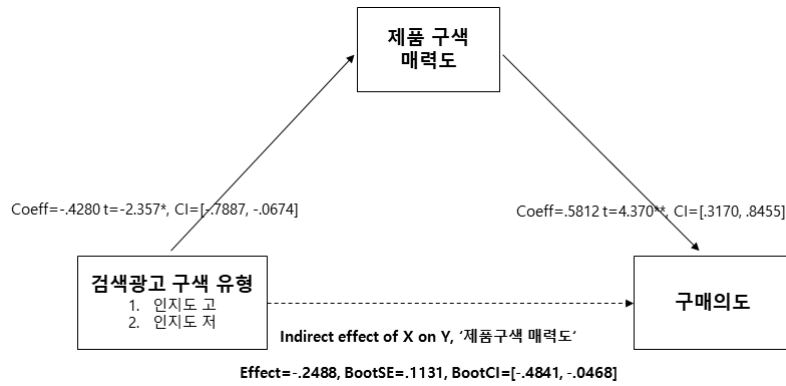 제품 구색
매력도
Coeff=-.4280 t=-2.357*, CI=[-.7887, -.0674]
Coeff=.5812 t=4.370**, CI=[.3170, .8455]
검색광고 구색 유형
1. 인지도 고
2. 인지도 저
구매의도
Indirect effect of X on Y, ‘제품구색 매력도’
Effect=-.2488, BootSE=.1131, BootCI=[-.4841, -.0468]